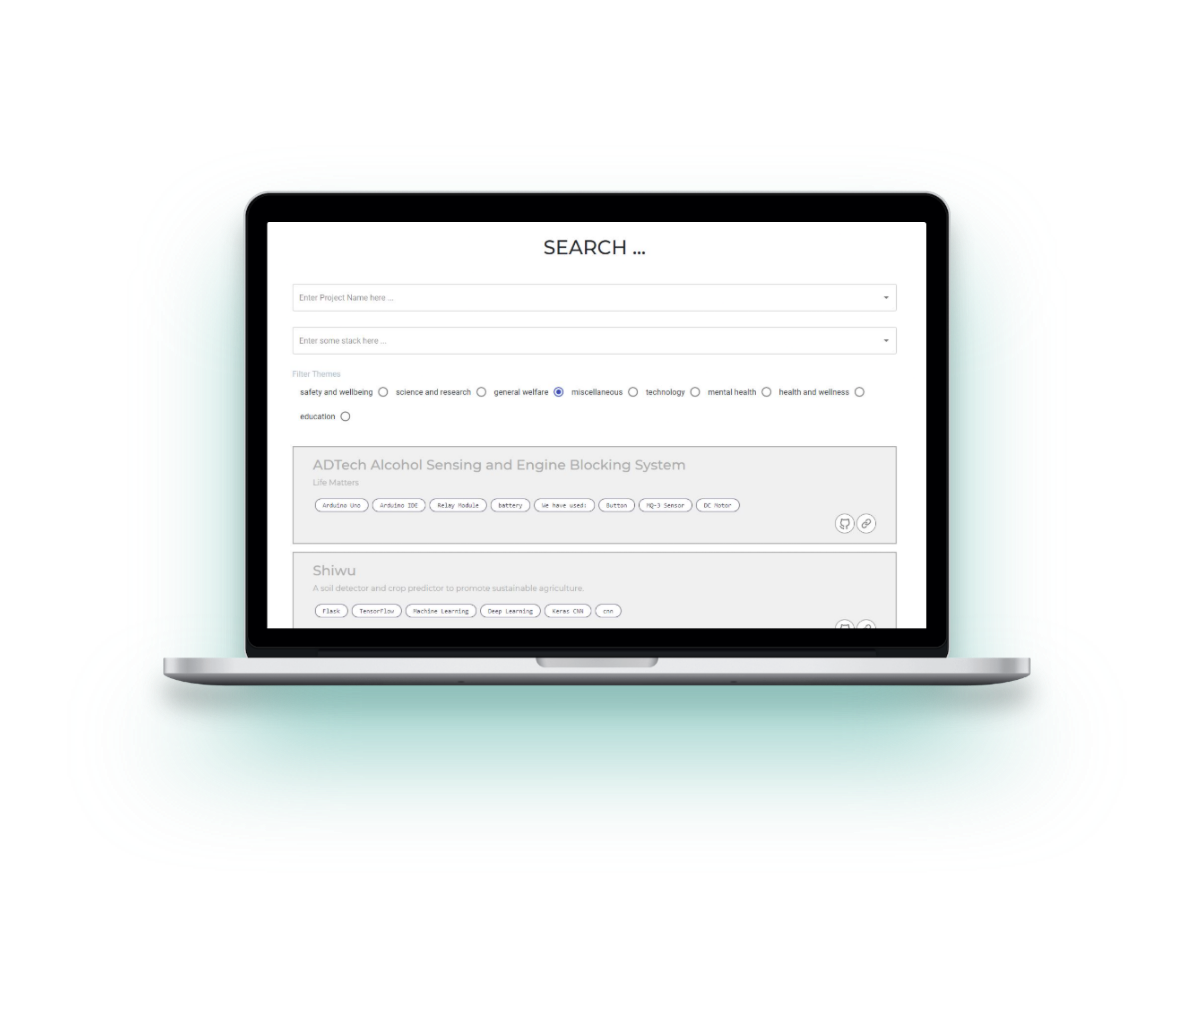 SEARCH ...
Enter Project Name here ...
Enter some stack here ...
Filter Themes
safety and wellbeing science and research general welfare miscellaneous technology mental health health and wellness
education
ADTech Alcohol Sensing and Engine Blocking System
Life Matters
Arduino Uno Arduino IDE Relay Module battery We have used: Button MQ-3 Sensor DC Motor
Shiwu
A soil detector and crop predictor to promote sustainable agriculture.
Flask TensorFlow Machine Learning Deep Learning Keras CNN cnn